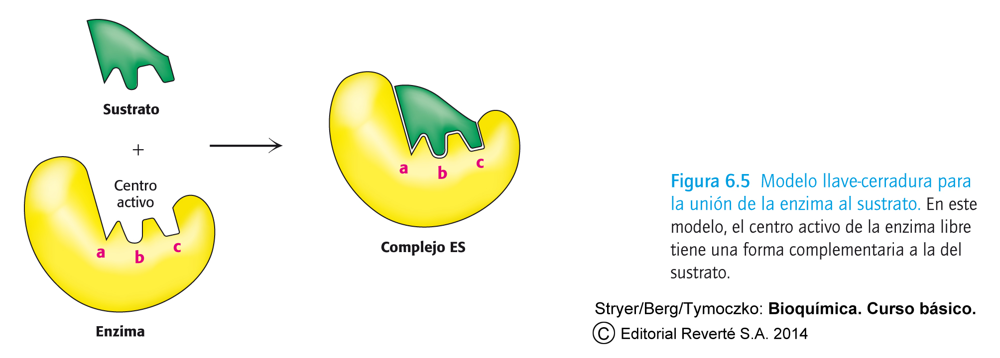 Sustrato
+
Centro
activo
a
b
c
Enzima
a
b
c
Complejo ES
Figura 6.5 Modelo llave-cerradura para
la unión de la enzima al sustrato. En este
modelo, el centro activo de la enzima libre
tiene una forma complementaria a la del
sustrato.
Stryer/Berg/Tymoczko: Bioquímica. Curso básico.
© Editorial Reverté S.A. 2014